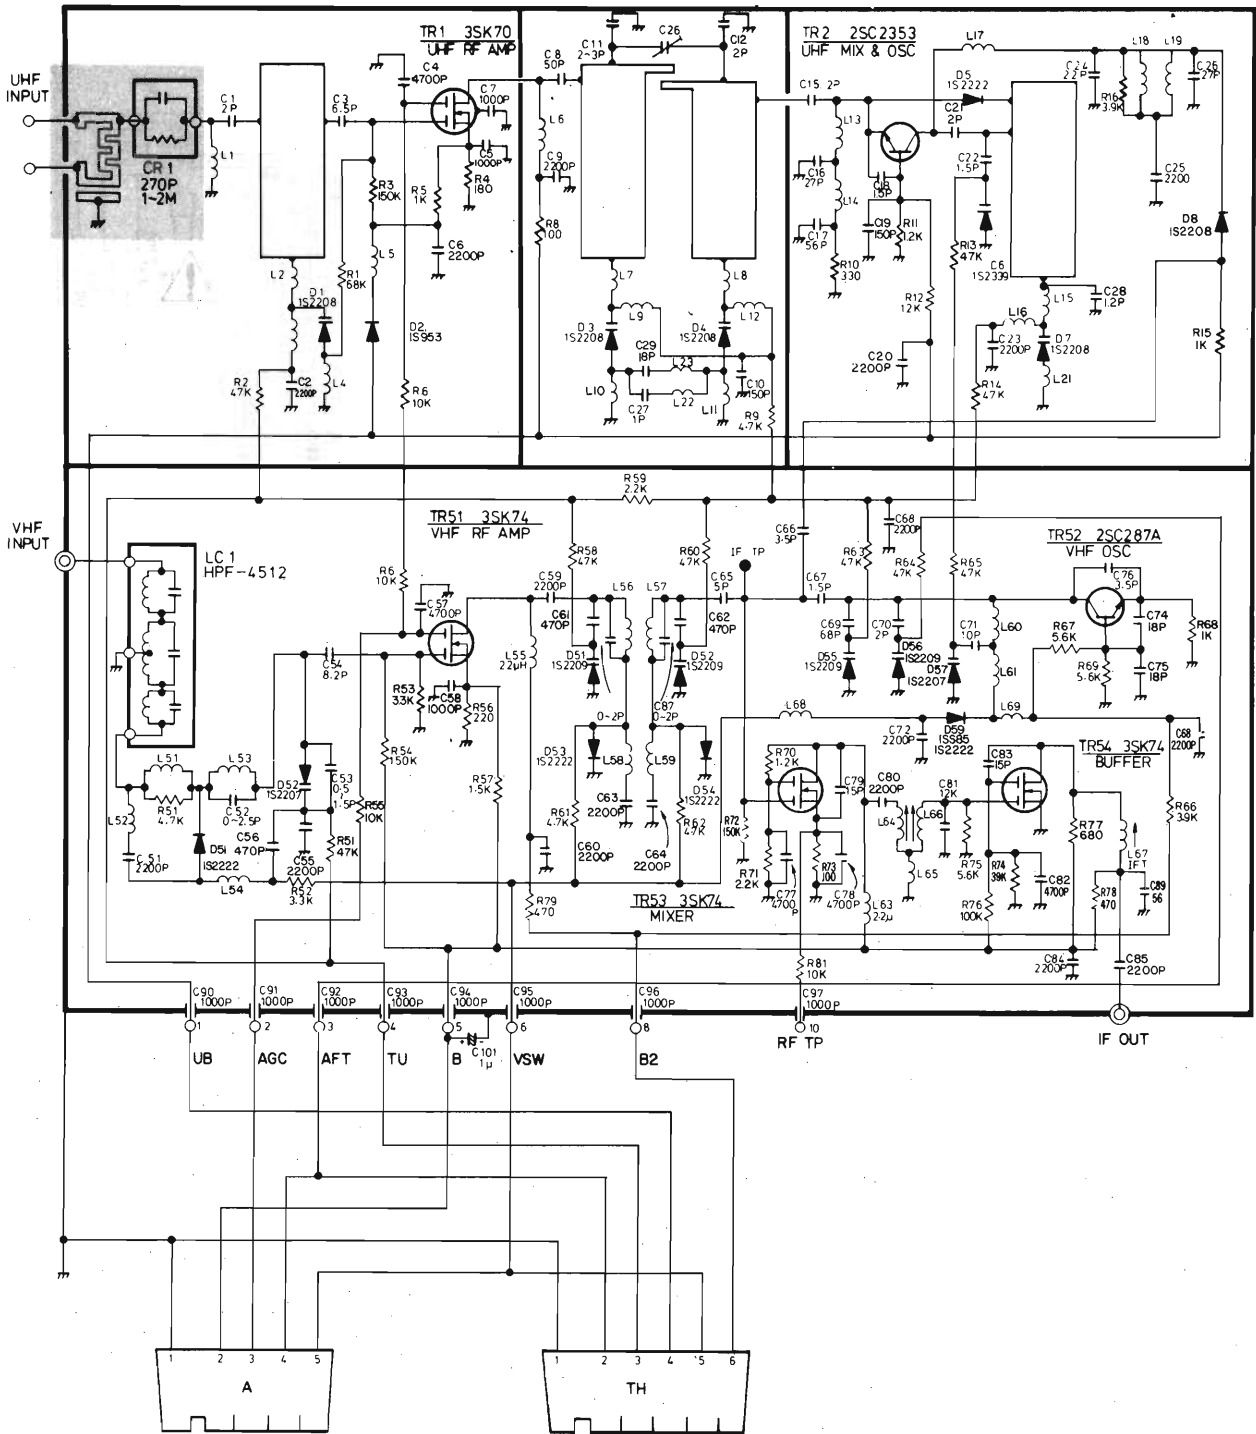 UHF
INPUT
C1
2P
L1
CR 1
270P
1~2M
C3
6.5P
TR1 3SK70
UHF RF AMP
C4
4700P
C7
1000P
C5
1000P
R4
180
R3
150K
R5
1K
C6
2200P
L5
L2
D1
1S2208
R1
68K
D2
1S953
R2
47K
C2
2200P
L4
R6
10K
C8
50P
C11
2~3P
C26
C12
2P
L6
C9
2200P
R8
100
L7
L8
L9
L12
D3
1S2208
D4
1S2208
C29
18P
L23
L10
C27
1P
L22
L11
C10
150P
R9
4.7K
TR2 2SC2353
UHF MIX & OSC
L17
C15 2P
D5
1S2222
C21
2P
C24
22P
R16
3.9K
L18
L19
C26
27P
L13
C16
27P
L14
C17
56P
R10
330
C18
1.5P
C19
150P
R11
1.2K
R12
12K
C20
2200P
C22
1.5P
R13
47K
C6
1S2339
C25
2200
D8
1S2208
L15
C28
1.2P
L16
C23
2200P
D7
1S2208
L21
R14
47K
R15
1K
VHF
INPUT
LC1
HPF-4512
TR51 3SK74
VHF RF AMP
R59
2.2K
R6
10K
C57
4700P
C59
2200P
R58
47K
C61
470P
L56
L57
R60
47K
C65
5P
C62
470P
IF TP
C66
3.5P
C67
1.5P
R63
47K
C68
2200P
R64
47K
R65
47K
TR52 2SC287A
VHF OSC
C76
3.5P
C74
18P
R68
1K
C75
18P
R67
5.6K
R69
5.6K
C54
8.2P
R53
33K
C58
1000P
R56
220
L55
22μH
D51
1S2209
D52
1S2209
0~2P
C87
0~2P
C69
68P
C70
2P
D55
1S2209
D56
1S2209
D57
1S2207
C71
10P
L60
L61
L51
R51
4.7K
L53
C52
0~2.5P
L52
C51
2200P
D51
1S2222
L54
D52
1S2207
C53
0.5
~
1.5P
C56
470P
C55
2200P
R52
3.3K
R51
47K
R54
150K
R55
10K
R57
1.5K
D53
1S2222
L58
L59
D54
1S2222
R61
4.7K
C63
2200P
R62
47K
C60
2200P
C64
2200P
R79
470
L68
C72
2200P
D59
1SS85
1S2222
L69
C68
2200P
R70
1.2K
C79
15P
C80
2200P
R72
150K
R71
2.2K
C77
4700
P
R73
100
C78
4700P
L63
22μ
L64
L66
L65
C81
12K
R75
5.6K
TR54 3SK74
BUFFER
C83
15P
R77
680
L67
IFT
R66
3.9K
R74
39K
C82
4700P
R76
100K
R78
470
C89
56
TR53 3SK74
MIXER
R81
10K
C84
2200P
C85
2200P
C90
1000P
C91
1000P
C92
1000P
C93
1000P
C94
1000P
C95
1000P
C96
1000P
C97
1000P
1
2
3
4
5
6
8
10
UB
AGC
AFT
TU
B
+ -
C101
1μ
VSW
B2
RF TP
IF OUT
1 2 3 4 5
A
1 2 3 4 5 6
TH